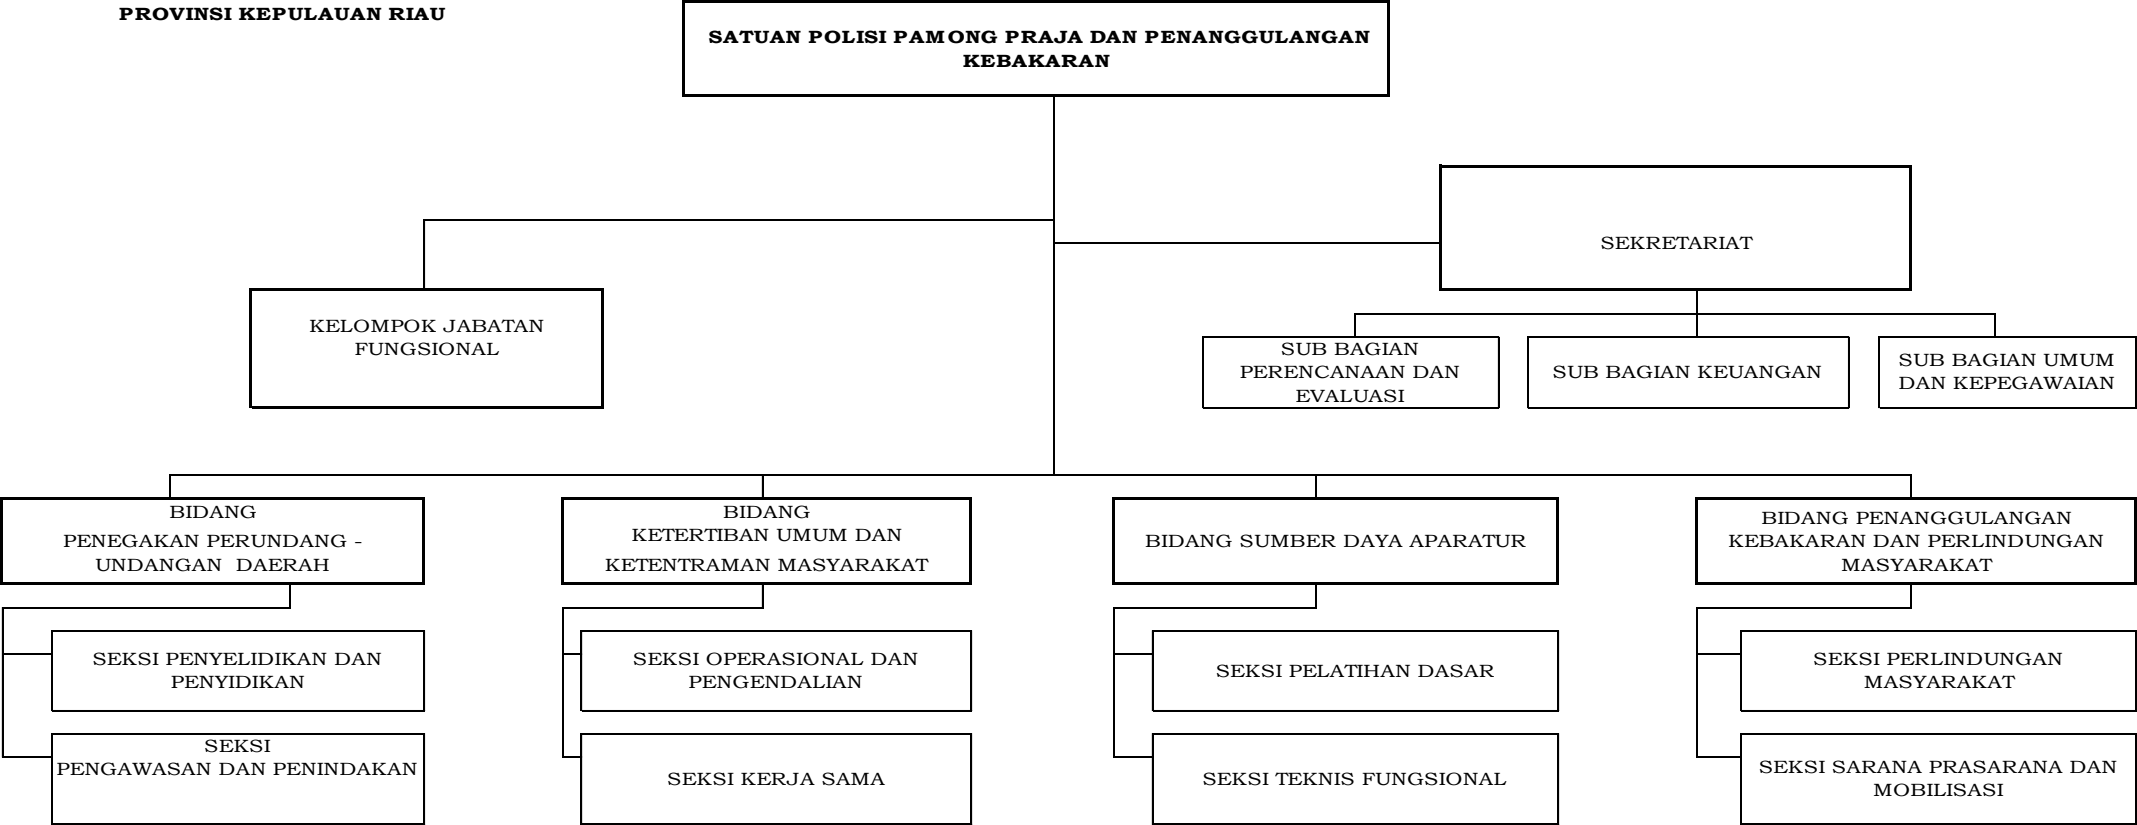 PROVINSI KEPULAUAN RIAU
SATUAN POLISI PAMONG PRAJA DAN PENANGGULANGAN
KEBAKARAN
SEKRETARIAT
KELOMPOK JABATAN
FUNGSIONAL
SUB BAGIAN
PERENCANAAN DAN
EVALUASI
SUB BAGIAN KEUANGAN
SUB BAGIAN UMUM
DAN KEPEGAWAIAN
BIDANG
PENEGAKAN PERUNDANG -
UNDANGAN DAERAH
BIDANG
KETERTIBAN UMUM DAN
KETENTRAMAN MASYARAKAT
BIDANG SUMBER DAYA APARATUR
BIDANG PENANGGULANGAN
KEBAKARAN DAN PERLINDUNGAN
MASYARAKAT
SEKSI PENYELIDIKAN DAN
PENYIDIKAN
SEKSI OPERASIONAL DAN
PENGENDALIAN
SEKSI PELATIHAN DASAR
SEKSI PERLINDUNGAN
MASYARAKAT
SEKSI
PENGAWASAN DAN PENINDAKAN
SEKSI KERJA SAMA
SEKSI TEKNIS FUNGSIONAL
SEKSI SARANA PRASARANA DAN
MOBILISASI